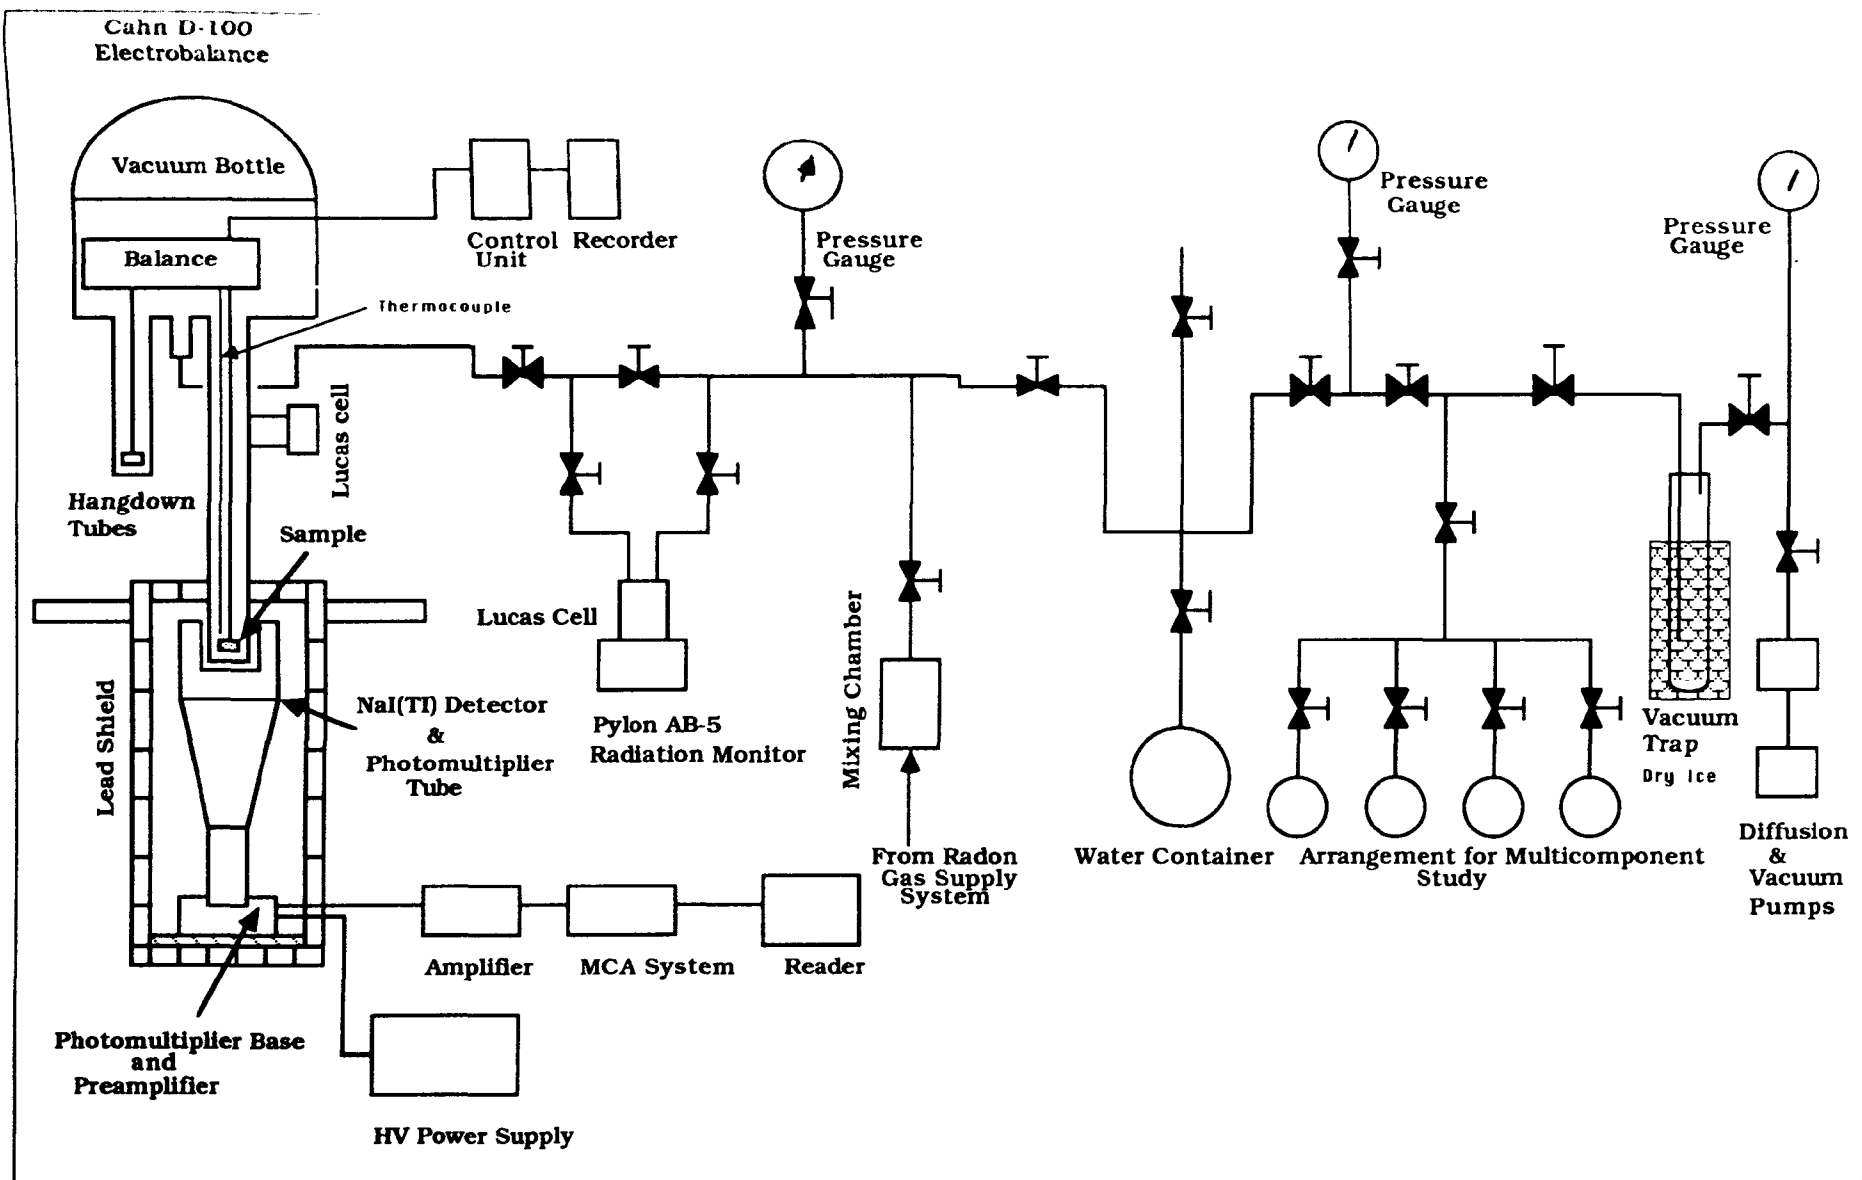 Cahn D-100
Electrobalance
Vacuum Bottle
Balance
Control
Unit
Recorder
Thermocouple
Pressure
Gauge
Pressure
Gauge
Pressure
Gauge
Lucas cell
Hangdown
Tubes
Sample
Lucas Cell
Pylon AB-5
Radiation Monitor
Mixing Chamber
From Radon
Gas Supply
System
Water Container
Arrangement for Multicomponent
Study
Vacuum
Trap
Dry Ice
Diffusion
&
Vacuum
Pumps
Lead Shield
NaI(TI) Detector
&
Photomultiplier
Tube
Amplifier
MCA System
Reader
Photomultiplier Base
and
Preamplifier
HV Power Supply